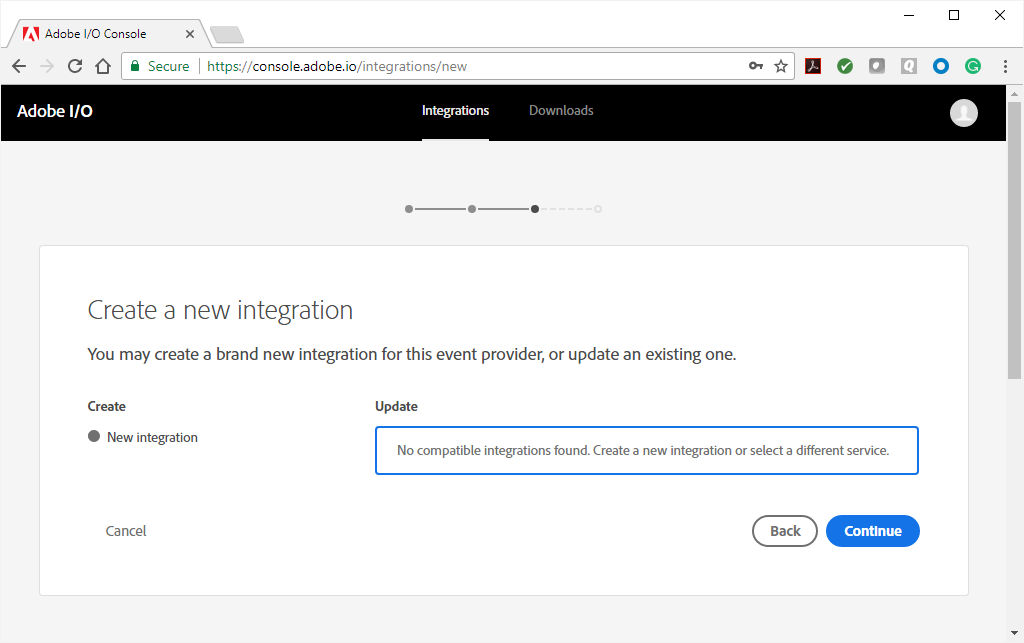 Adobe I/O Console
Secure https://console.adobe.io/integrations/new
Adobe I/O Integrations Downloads
Create a new integration
You may create a brand new integration for this event provider, or update an existing one.
Create Update
New integration
No compatible integrations found. Create a new integration or select a different service.
Cancel Back Continue